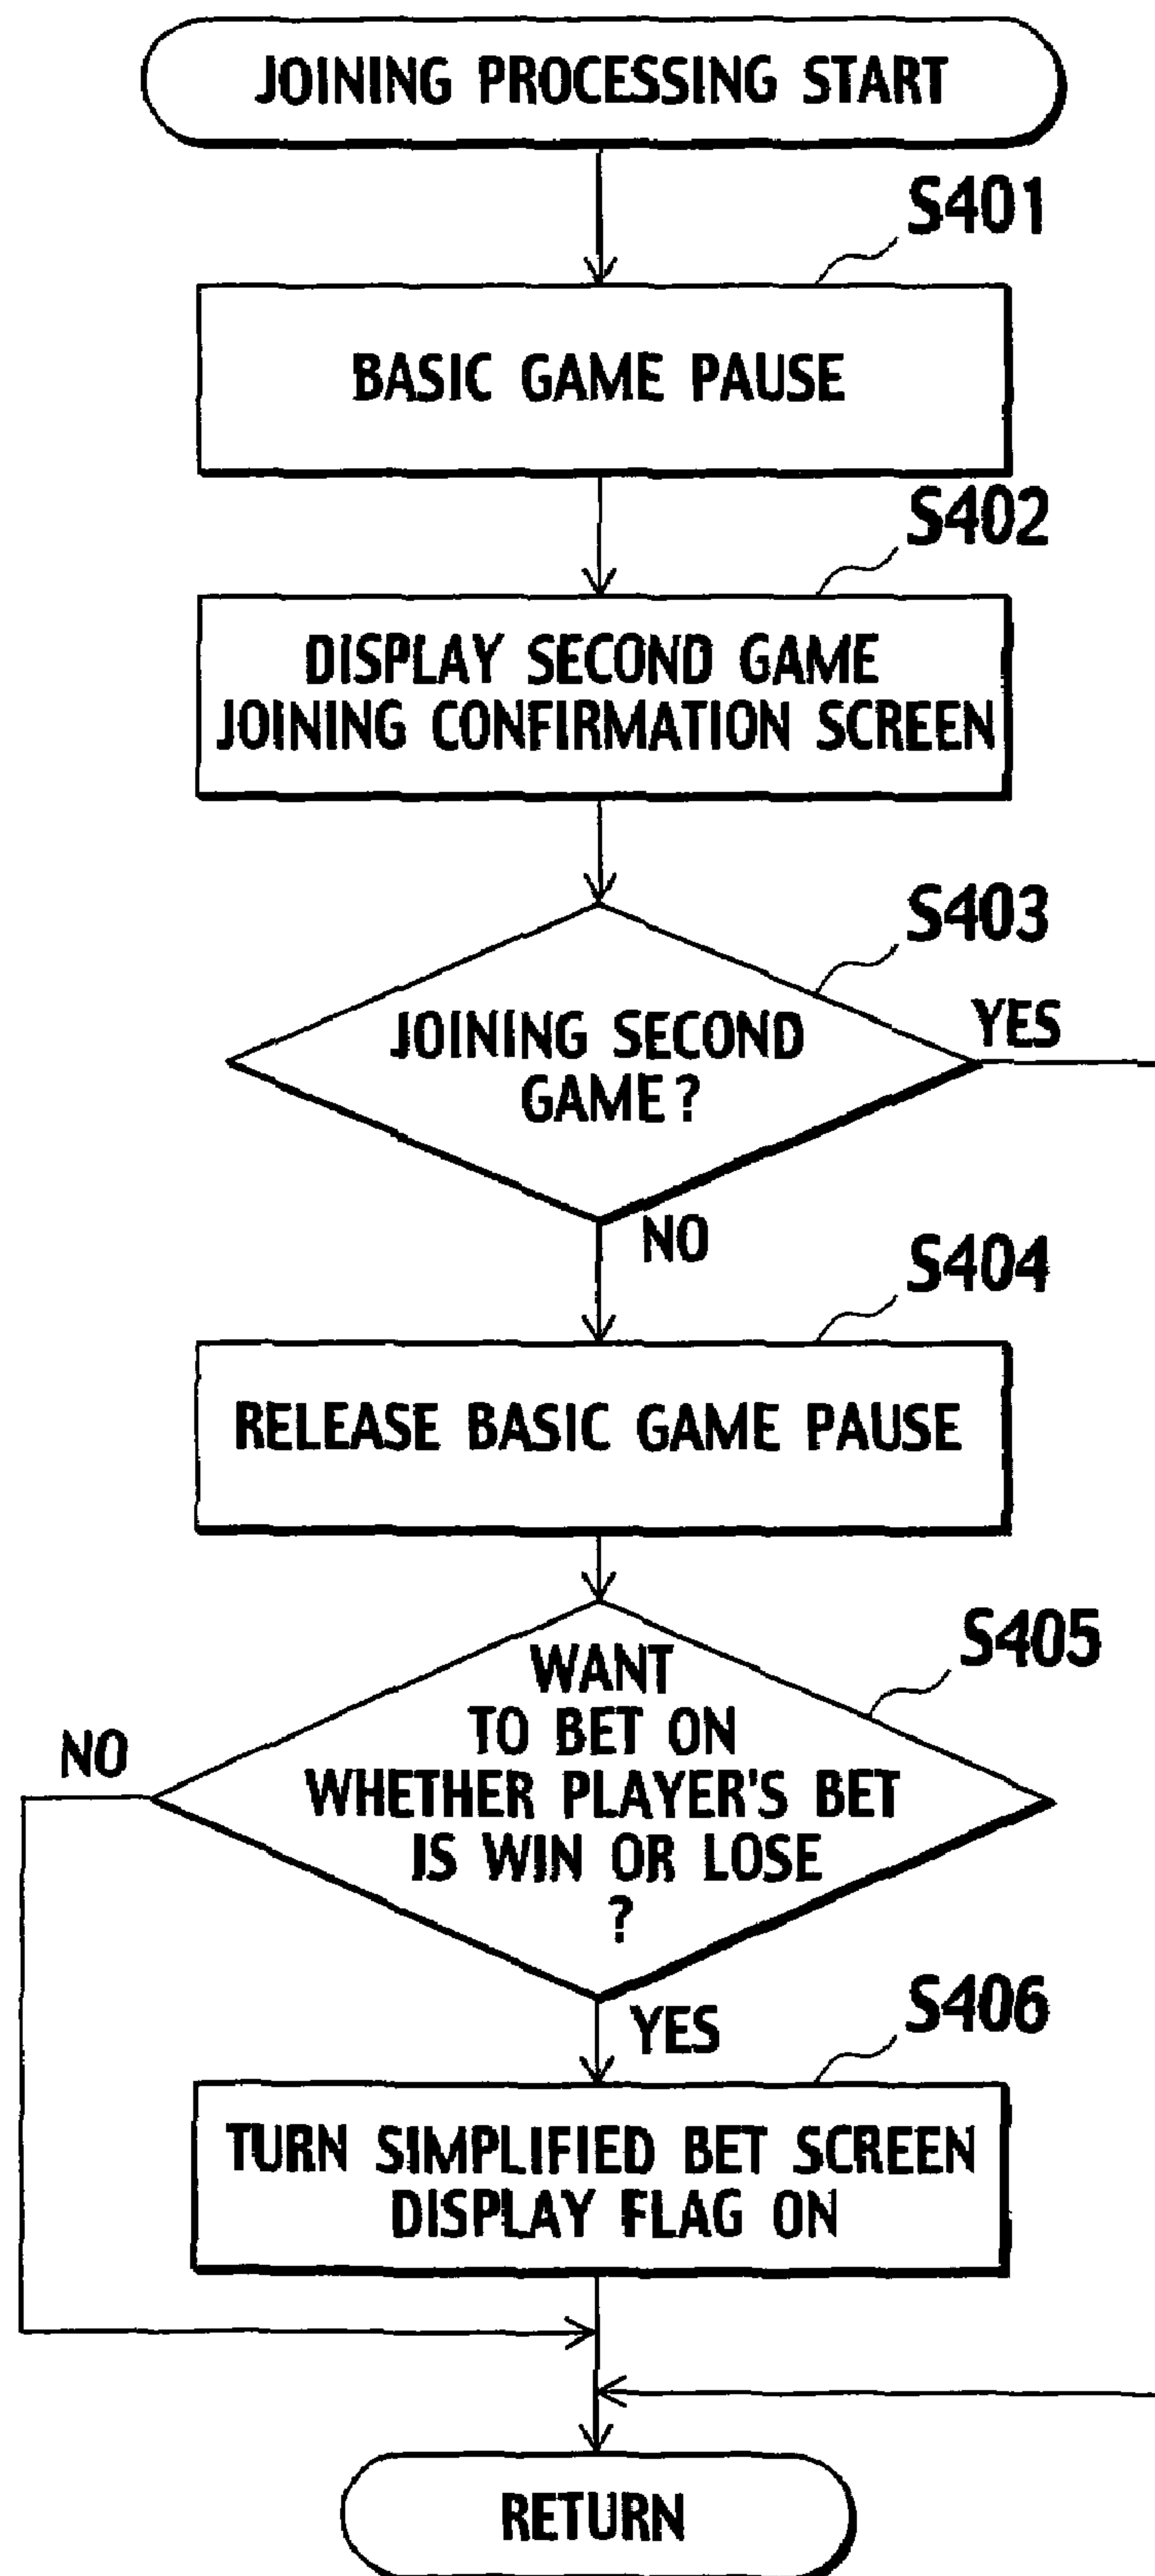 JOINING PROCESSING START
S401
BASIC GAME PAUSE
S402
DISPLAY SECOND GAME
JOINING CONFIRMATION SCREEN
S403
JOINING SECOND
GAME?
YES
NO
S404
RELEASE BASIC GAME PAUSE
S405
WANT
TO BET ON
WHETHER PLAYER'S BET
IS WIN OR LOSE
?
NO
YES
S406
TURN SIMPLIFIED BET SCREEN
DISPLAY FLAG ON
RETURN